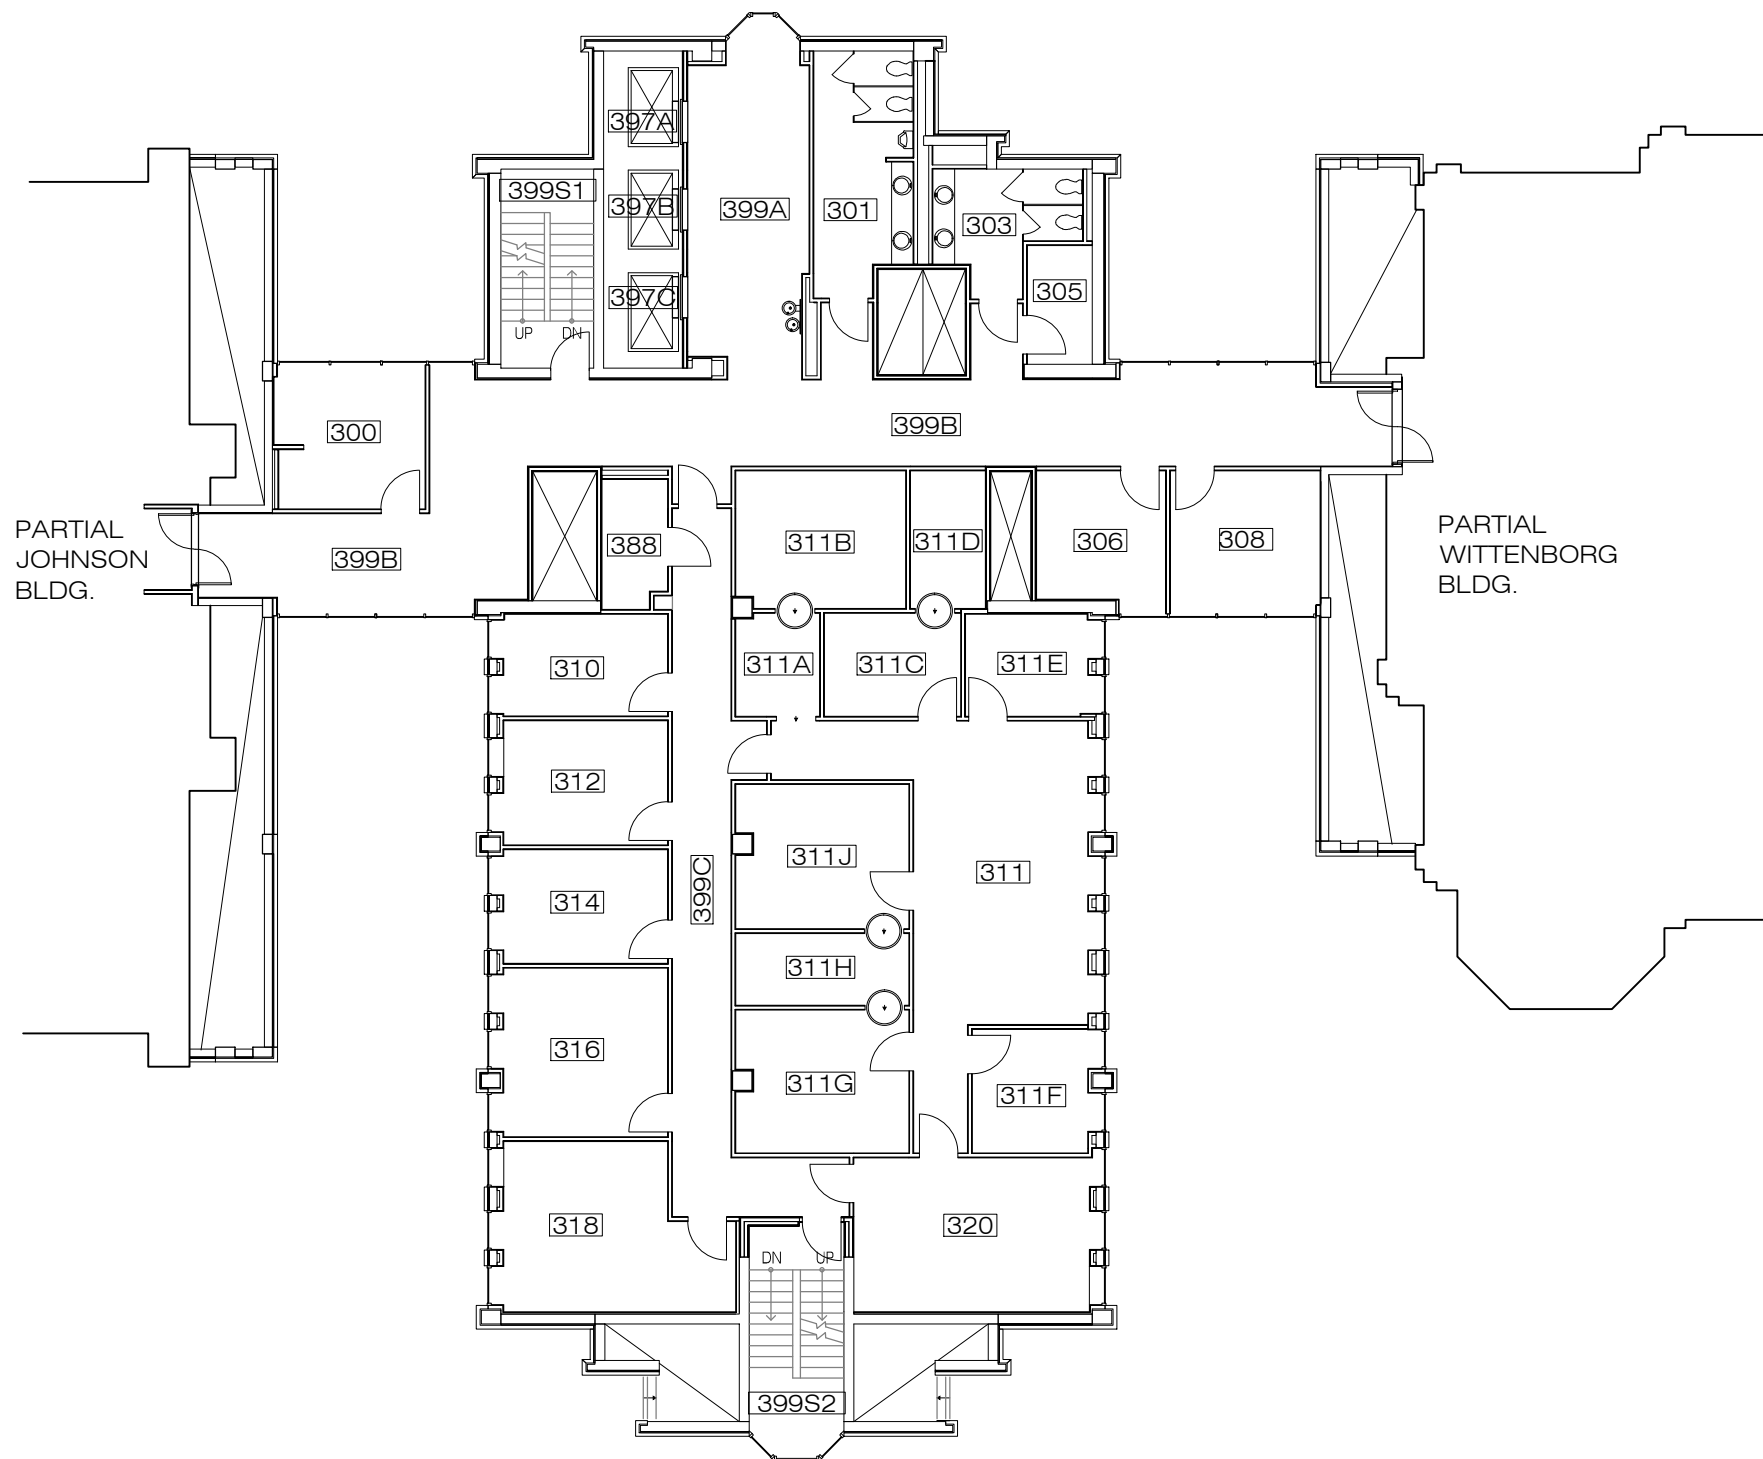 397A
399S1
397B
399A
301
303
397C
305
UP
DN
300
399B
PARTIAL
JOHNSON
BLDG.
399B
388
311B
311D
306
308
PARTIAL
WITTENBORG
BLDG.
310
311A
311C
311E
312
314
399C
311J
311
311H
316
311G
311F
318
320
DN
UP
399S2